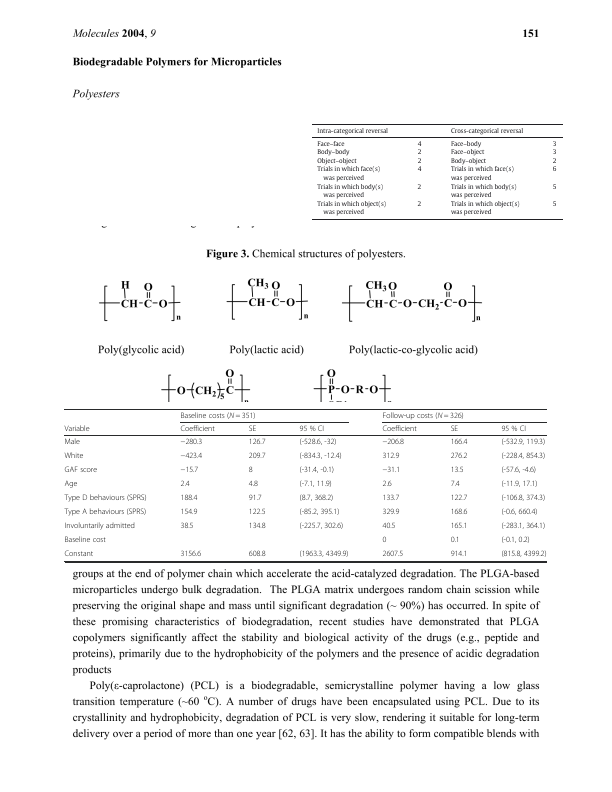 Molecules 2004, 9 151
Biodegradable Polymers for Microparticles
Polyesters
Intra-categorical reversal Cross-categorical reversal
Face–face 4 Face–body 3
Body–body 2 Face–object 3
Object–object 2 Body–object 2
Trials in which face(s) 4 Trials in which face(s) 6
was perceived was perceived
Trials in which body(s) 2 Trials in which body(s) 5
was perceived was perceived
Trials in which object(s) 2 Trials in which object(s) 5
was perceived was perceived
Figure 3. Chemical structures of polyesters.
H O CH3 O CH3 O O
CH-C-O n CH-C-O n CH-C-O-CH2-C-O n
Poly(glycolic acid) Poly(lactic acid) Poly(lactic-co-glycolic acid)
O O
O-(CH2)5-C P-O-R-O
Baseline costs (N = 351) Follow-up costs (N = 326)
Variable Coefficient SE 95 % CI Coefficient SE 95 % CI
Male −280.3 126.7 (-528.6, -32) −206.8 166.4 (-532.9, 119.3)
White −423.4 209.7 (-834.3, -12.4) 312.9 276.2 (-228.4, 854.3)
GAF score −15.7 8 (-31.4, -0.1) −31.1 13.5 (-57.6, -4.6)
Age 2.4 4.8 (-7.1, 11.9) 2.6 7.4 (-11.9, 17.1)
Type D behaviours (SPRS) 188.4 91.7 (8.7, 368.2) 133.7 122.7 (-106.8, 374.3)
Type A behaviours (SPRS) 154.9 122.5 (-85.2, 395.1) 329.9 168.6 (-0.6, 660.4)
Involuntarily admitted 38.5 134.8 (-225.7, 302.6) 40.5 165.1 (-283.1, 364.1)
Baseline cost 0 0.1 (-0.1, 0.2)
Constant 3156.6 608.8 (1963.3, 4349.9) 2607.5 914.1 (815.8, 4399.2)
groups at the end of polymer chain which accelerate the acid-catalyzed degradation. The PLGA-based
microparticles undergo bulk degradation. The PLGA matrix undergoes random chain scission while
preserving the original shape and mass until significant degradation (~ 90%) has occurred. In spite of
these promising characteristics of biodegradation, recent studies have demonstrated that PLGA
copolymers significantly affect the stability and biological activity of the drugs (e.g., peptide and
proteins), primarily due to the hydrophobicity of the polymers and the presence of acidic degradation
products
Poly(ε-caprolactone) (PCL) is a biodegradable, semicrystalline polymer having a low glass
transition temperature (~60 °C). A number of drugs have been encapsulated using PCL. Due to its
crystallinity and hydrophobicity, degradation of PCL is very slow, rendering it suitable for long-term
delivery over a period of more than one year [62, 63]. It has the ability to form compatible blends with